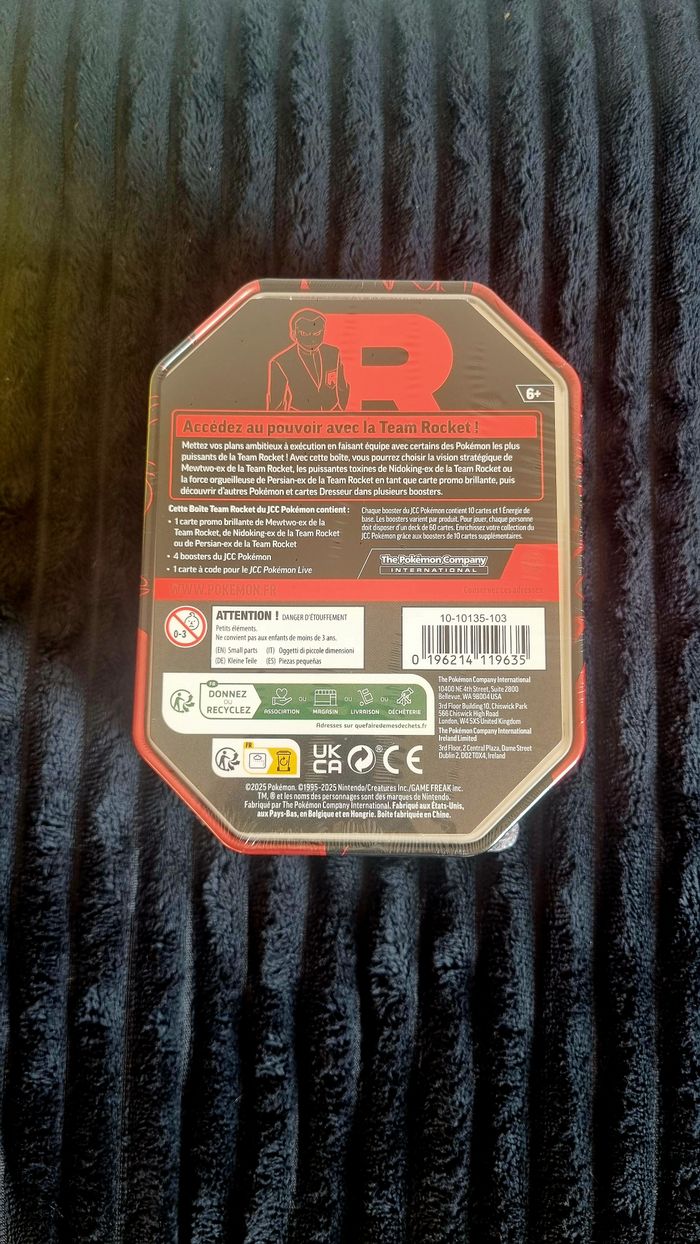 R
6+
Accédez au pouvoir avec la Team Rocket !
Mettez vos plans ambitieux à exécution en faisant équipe avec certains des Pokémon les plus
puissants de la Team Rocket ! Avec cette boîte, vous pourrez choisir la vision stratégique de
Mewtwo-ex de la Team Rocket, les puissantes toxines de Nidoking-ex de la Team Rocket ou
la force orgueilleuse de Persian-ex de la Team Rocket en tant que carte promo brillante, puis
découvrir d'autres Pokémon et cartes Dresseur dans plusieurs boosters.
Cette Boîte Team Rocket du JCC Pokémon contient :
• 1 carte promo brillante de Mewtwo-ex de la
Team Rocket, de Nidoking-ex de la Team Rocket
ou de Persian-ex de la Team Rocket
• 4 boosters du JCC Pokémon
• 1 carte à code pour le JCC Pokémon Live
Chaque booster du JCC Pokémon contient 10 cartes et 1 Énergie de
base. Les boosters varient par produit. Pour jouer, chaque personne
doit disposer d'un deck de 60 cartes. Enrichissez votre collection du
JCC Pokémon grâce aux boosters de 10 cartes supplémentaires.
The Pokémon Company
INTERNATIONAL
WWW.POKEMON.FR
Conservez les adresses.
0-3
ATTENTION ! DANGER D'ÉTOUFFEMENT
Petits éléments.
Ne convient pas aux enfants de moins de 3 ans.
(EN) Small parts (IT) Oggetti di piccole dimensioni
(DE) Kleine Teile (ES) Piezas pequeñas
10-10135-103
0 196214 119635
FR
DONNEZ
OU
RECYCLEZ
ASSOCIATION
OU
MAGASIN
OU
LIVRAISON
OU
DÉCHÈTERIE
Adresses sur quefairedemesdechets.fr
The Pokémon Company International
10400 NE 4th Street, Suite 2800
Bellevue, WA 98004 USA
3rd Floor Building 10, Chiswick Park
566 Chiswick High Road
London, W4 5XS United Kingdom
The Pokémon Company International
Ireland Limited
3rd Floor, 2 Central Plaza, Dame Street
Dublin 2, D02 T0X4, Ireland
FR
UK
CA
CE
©2025 Pokémon. ©1995-2025 Nintendo/Creatures Inc./GAME FREAK inc.
TM, ® et les noms des personnages sont des marques de Nintendo.
Fabriqué par The Pokémon Company International. Fabriqué aux États-Unis,
aux Pays-Bas, en Belgique et en Hongrie. Boîte fabriquée en Chine.